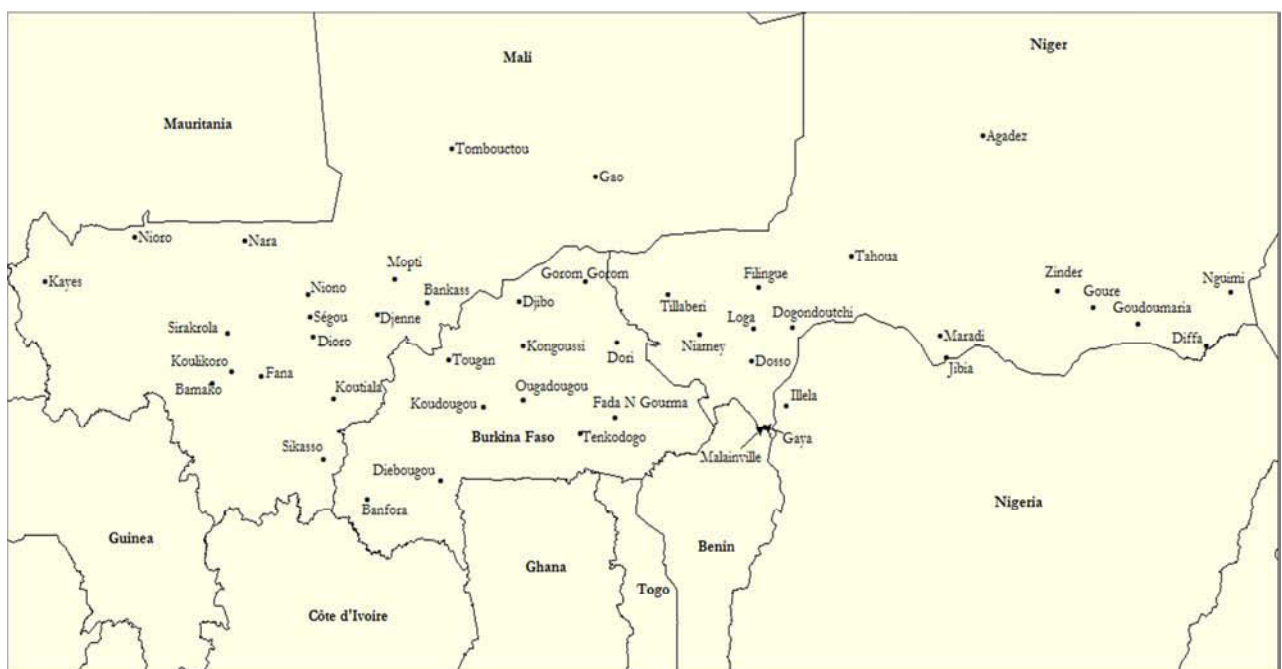 Niger
Mali
Mauritania
Agadez
Tombouctou
Gao
Nioro
Nara
Tahoua
Mopti
Kayes
Gorom Gorom
Filingue
Zinder
Nguimi
Niono
Bankass
Djibo
Tillaberi
Goure
Goudoumaria
Ségou
Djenne
Loga
Dogondoutchi
Sirakrola
Dioro
Kongoussi
Dori
Niamey
Maradi
Diffa
Koulikoro
Fana
Tougan
Dosso
Jibia
Bamako
Koutiala
Ougadougou
Illela
Koudougou
Fada N Gourma
Sikasso
Burkina Faso
Tenkodogo
Gaya
Malainville
Diebougou
Banfora
Nigeria
Guinea
Benin
Ghana
Togo
Côte d'Ivoire